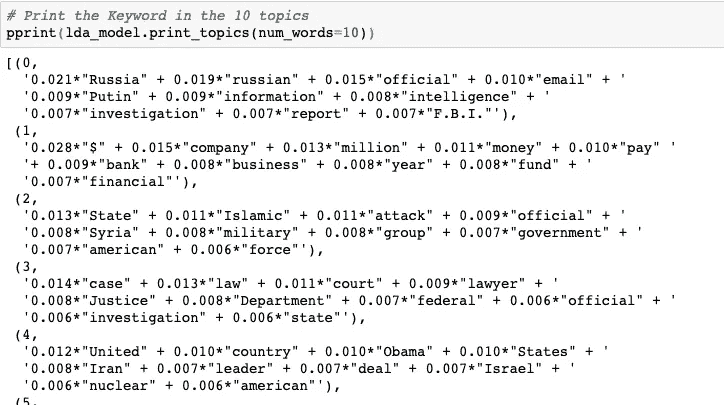 # Print the Keyword in the 10 topics
pprint(lda_model.print_topics(num_words=10))
[(0,
'0.021*"Russia" + 0.019*"russian" + 0.015*"official" + 0.010*"email" + '
'0.009*"Putin" + 0.009*"information" + 0.008*"intelligence" + '
'0.007*"investigation" + 0.007*"report" + 0.007*"F.B.I."'),
(1,
'0.028*"$" + 0.015*"company" + 0.013*"million" + 0.011*"money" + 0.010*"pay" '
'+ 0.009*"bank" + 0.008*"business" + 0.008*"year" + 0.008*"fund" + '
'0.007*"financial"'),
(2,
'0.013*"State" + 0.011*"Islamic" + 0.011*"attack" + 0.009*"official" + '
'0.008*"Syria" + 0.008*"military" + 0.008*"group" + 0.007*"government" + '
'0.007*"american" + 0.006*"force"'),
(3,
'0.014*"case" + 0.013*"law" + 0.011*"court" + 0.009*"lawyer" + '
'0.008*"Justice" + 0.008*"Department" + 0.007*"federal" + 0.006*"official" + '
'0.006*"investigation" + 0.006*"state"'),
(4,
'0.012*"United" + 0.010*"country" + 0.010*"Obama" + 0.010*"States" + '
'0.008*"Iran" + 0.007*"leader" + 0.007*"deal" + 0.007*"Israel" + '
'0.006*"nuclear" + 0.006*"american"'),
(5,